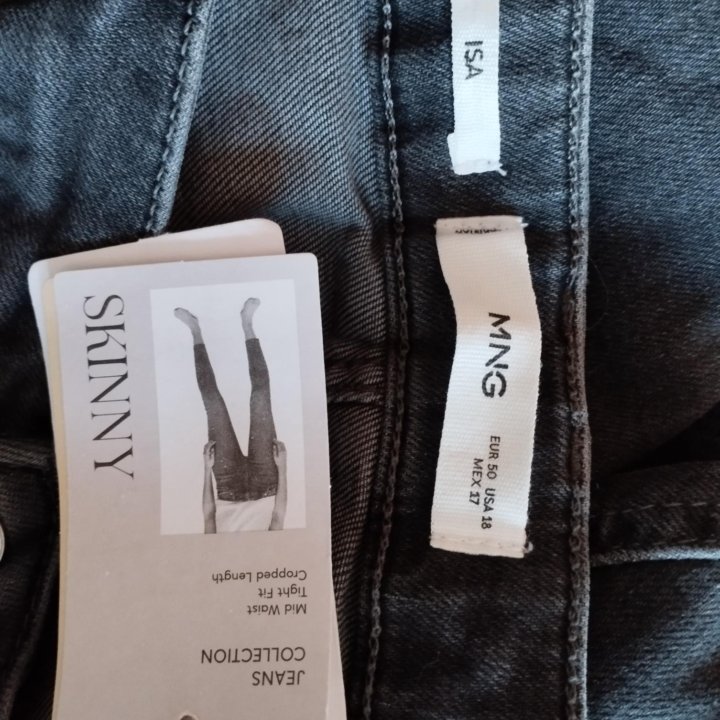 ISA
MNG
EUR 50 USA 18
MEX 17
SKINNY
JEANS
COLLECTION
Mid Waist
Tight Fit
Cropped Length